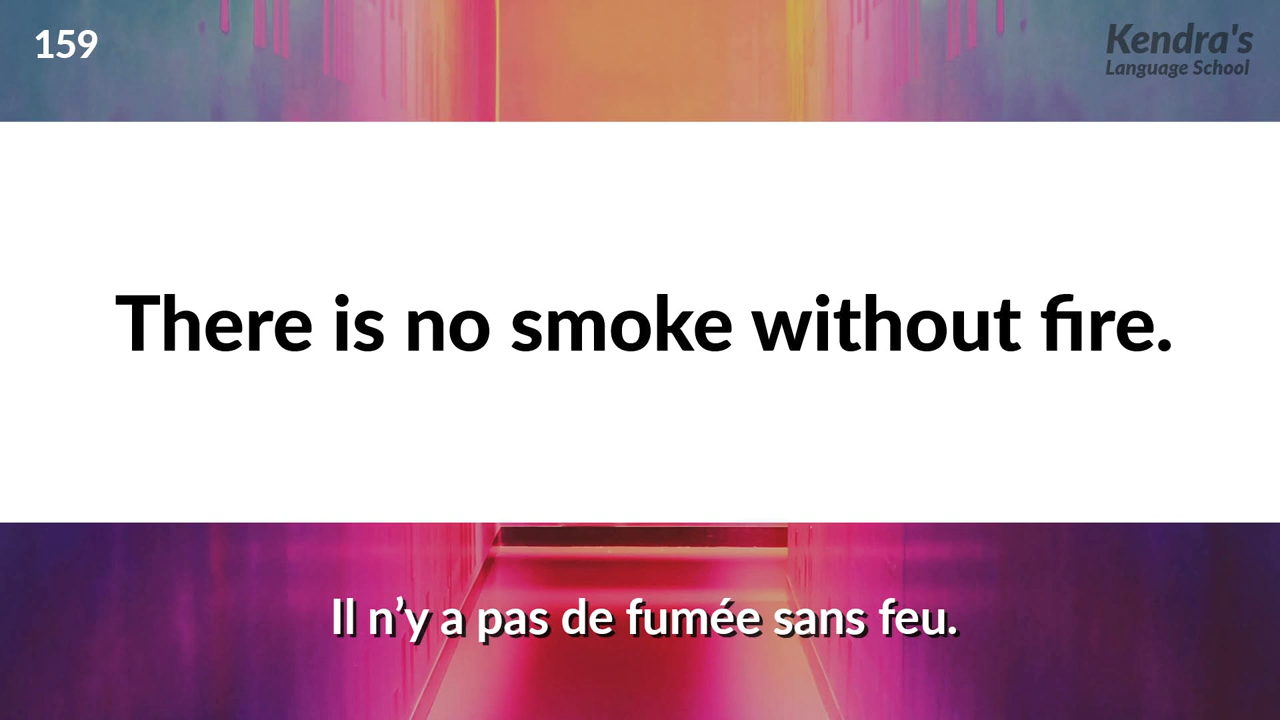 159
Kendra's
Language School
There is no smoke without fire.
Il n’y a pas de fumée sans feu.